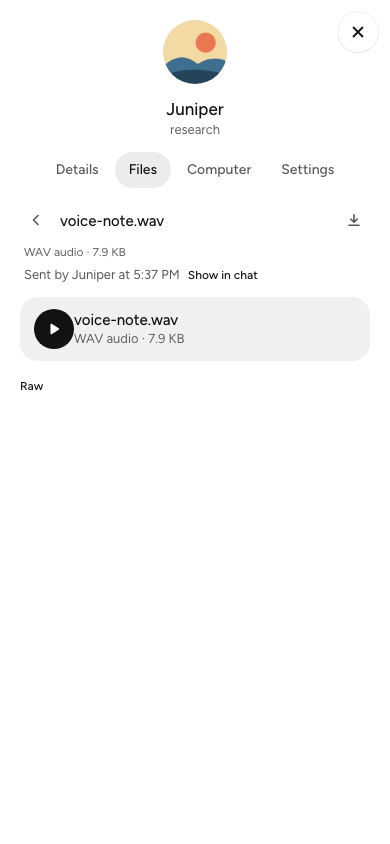 Juniper
research
Details Files Computer Settings
voice-note.wav
WAV audio · 7.9 KB
Sent by Juniper at 5:37 PM Show in chat
voice-note.wav
WAV audio · 7.9 KB
Raw